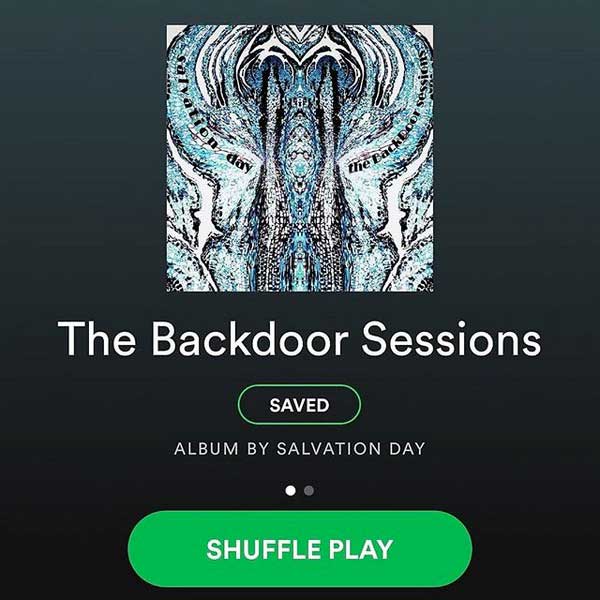 salvation day
the Backdoor sessions
The Backdoor Sessions
SAVED
ALBUM BY SALVATION DAY
SHUFFLE PLAY